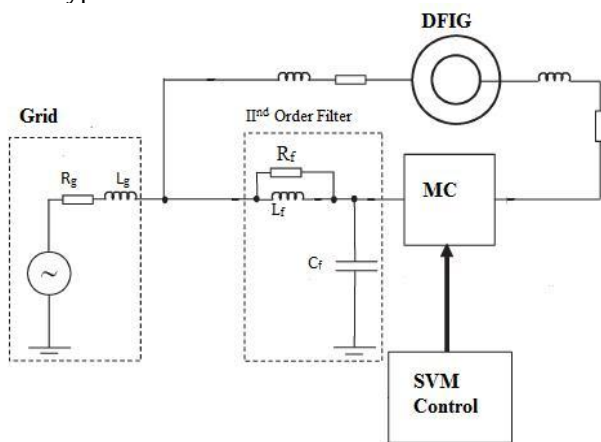 DFIG
Grid
IInd Order Filter
Rg
Lg
Rf
Lf
Cf
MC
SVM
Control